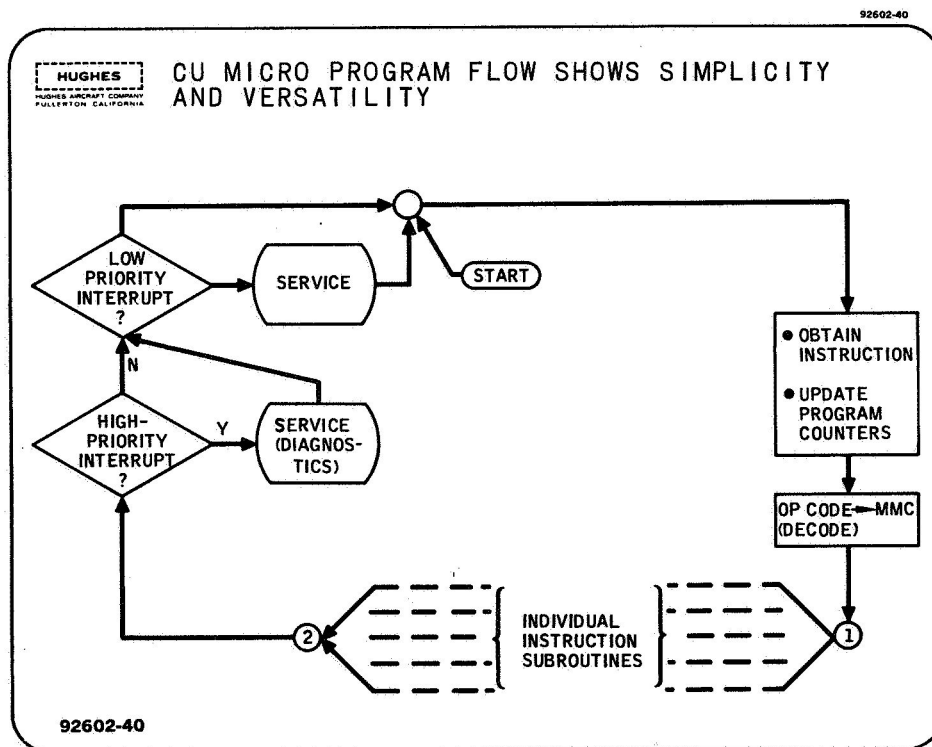 92602-40
HUGHES
HUGHES AIRCRAFT COMPANY
FULLERTON CALIFORNIA
CU MICRO PROGRAM FLOW SHOWS SIMPLICITY
AND VERSATILITY
LOW
PRIORITY
INTERRUPT
?
SERVICE
START
● OBTAIN
INSTRUCTION
● UPDATE
PROGRAM
COUNTERS
N
HIGH-
PRIORITY
INTERRUPT
?
Y
SERVICE
(DIAGNOS-
TICS)
OP CODE → MMC
(DECODE)
2
INDIVIDUAL
INSTRUCTION
SUBROUTINES
1
92602-40